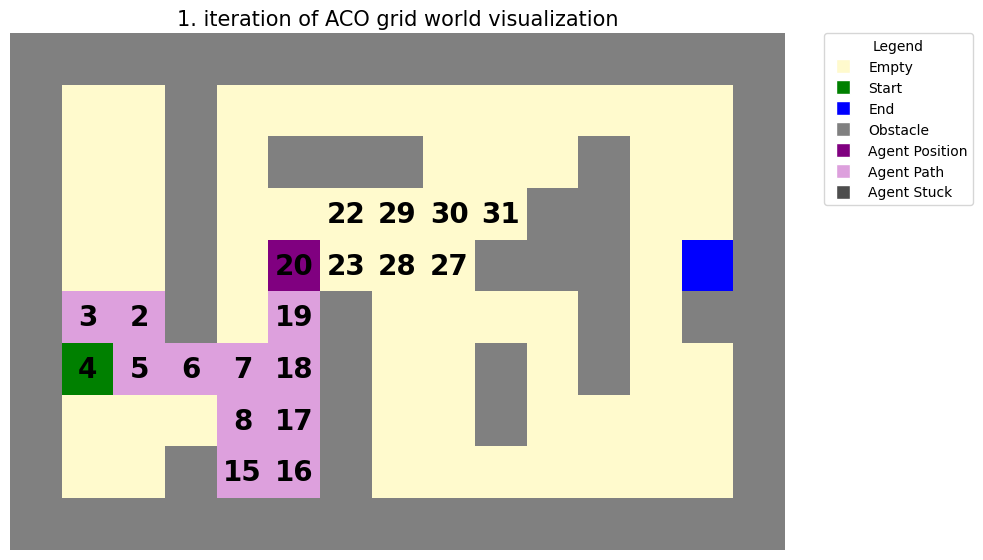 1. iteration of ACO grid world visualization
Legend
Empty
Start
End
Obstacle
Agent Position
Agent Path
Agent Stuck
22 29 30 31
20 23 28 27
3 2 19
4 5 6 7 18
8 17
15 16